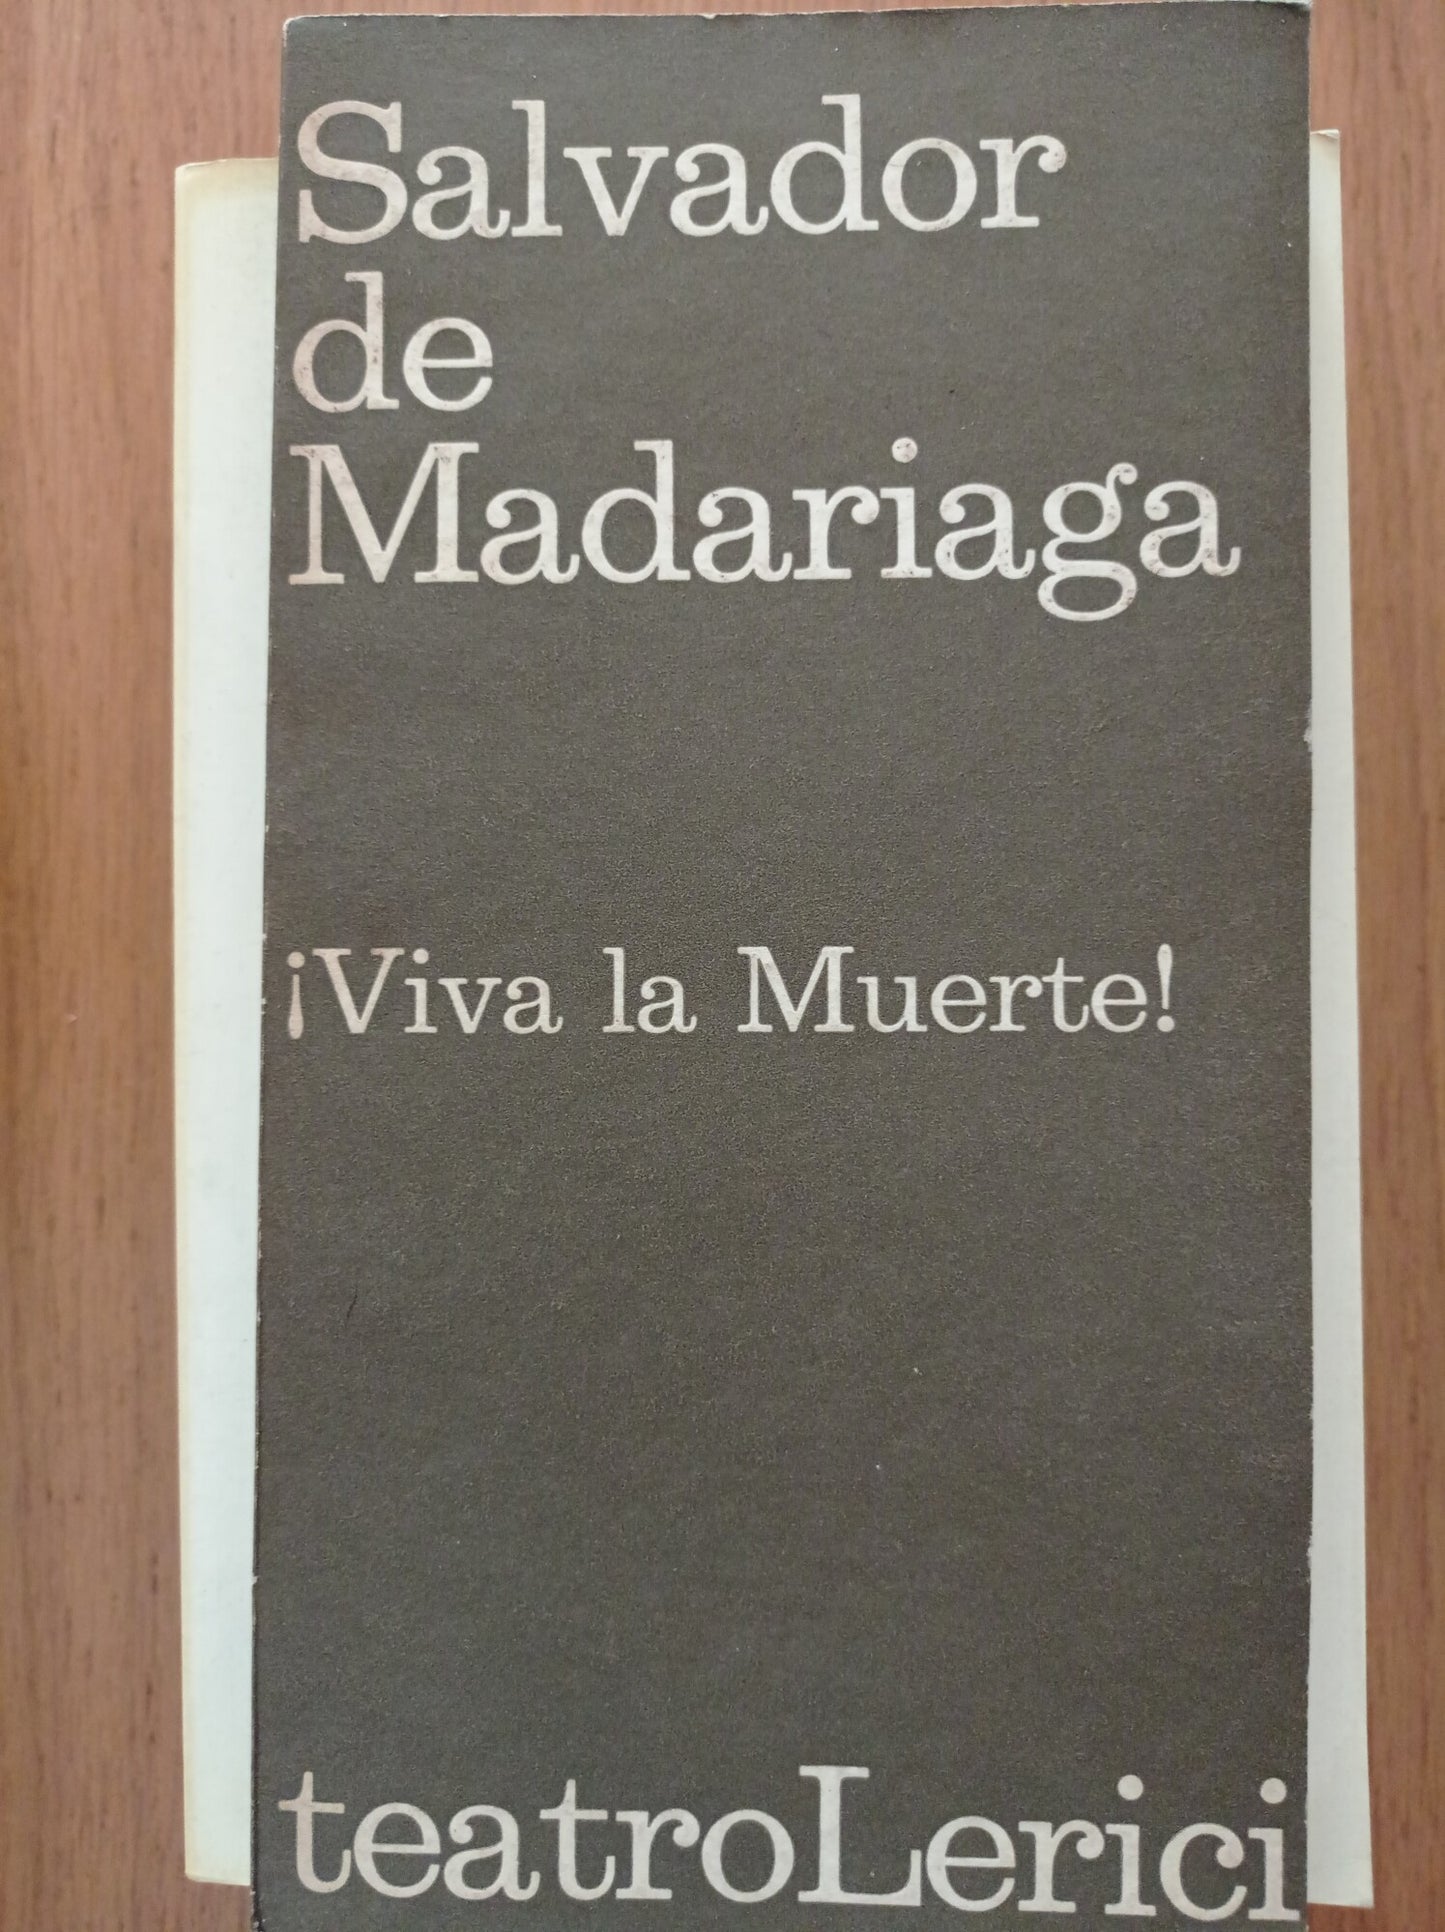 Salvador
de
Madariaga
¡Viva la Muerte!
teatroLerici